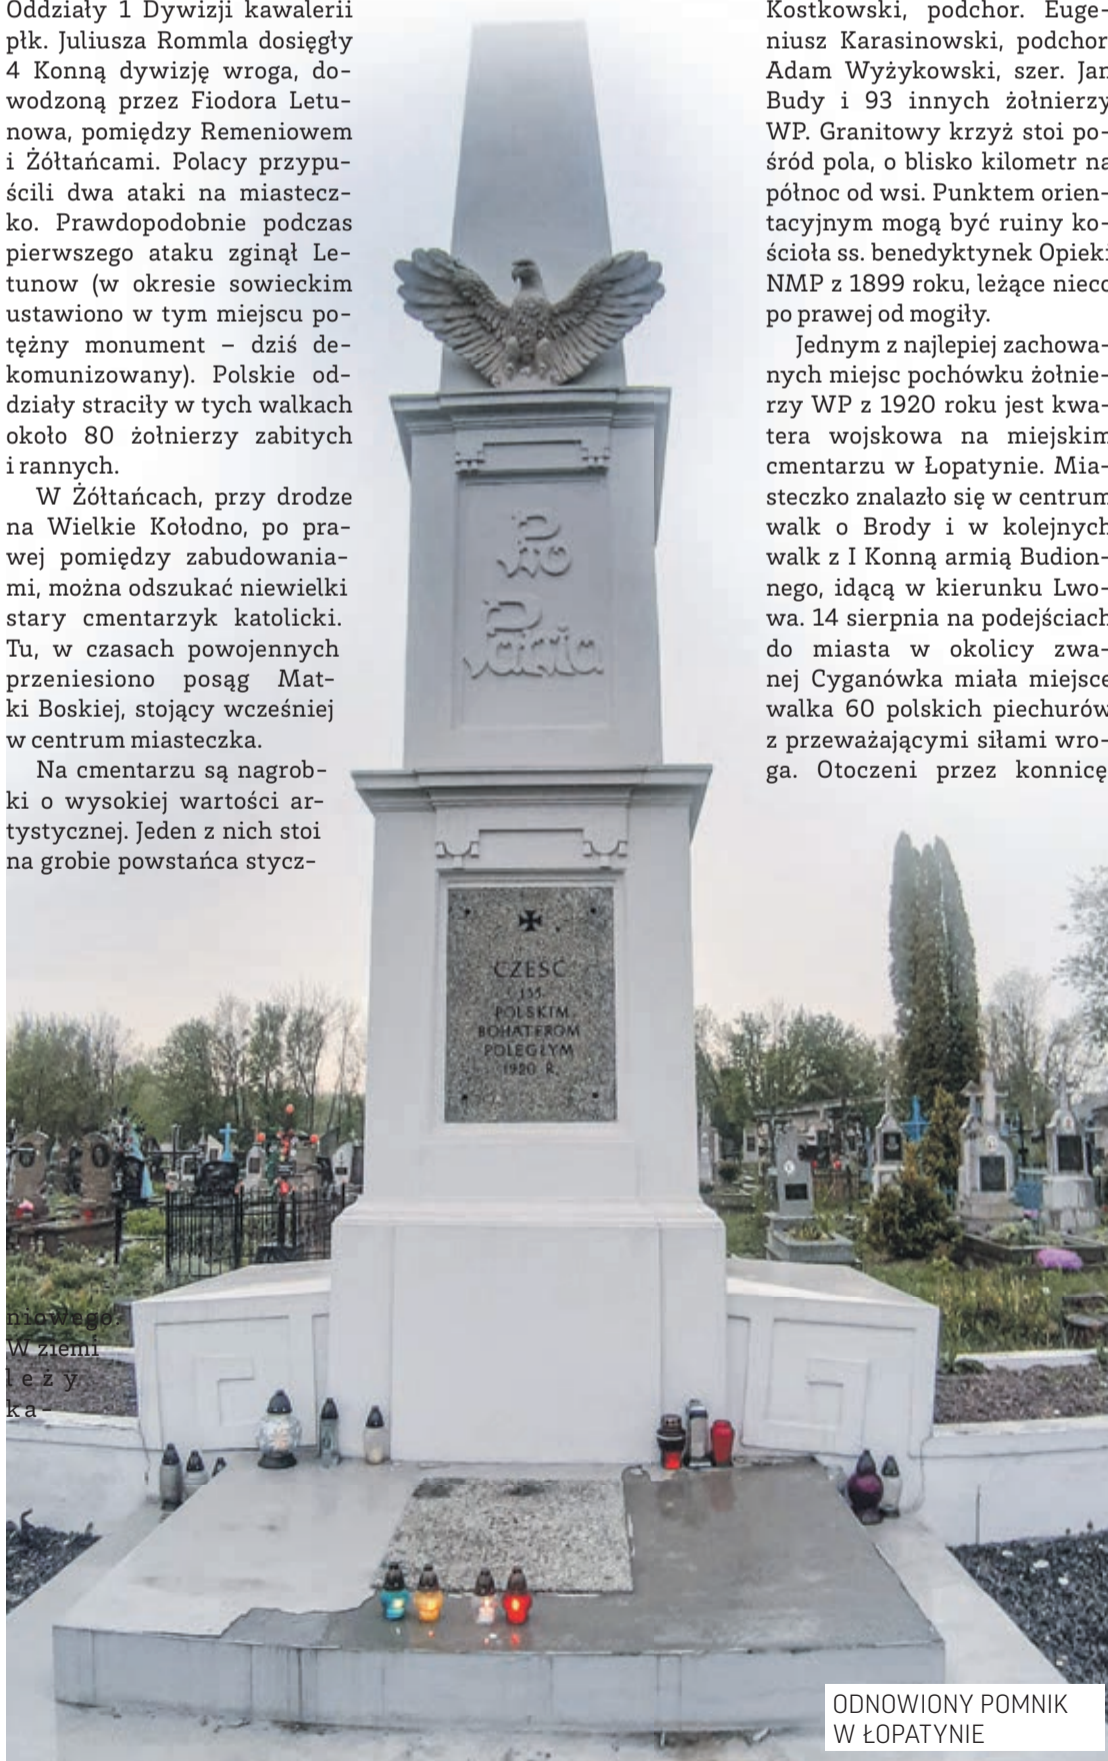 Oddziały 1 Dywizji kawalerii
płk. Juliusza Rommla dosięgły
4 Konną dywizję wroga, do-
wodzoną przez Fiodora Letu-
nowa, pomiędzy Remeniowem
i Żółtańcami. Polacy przypu-
ścili dwa ataki na miastecz-
ko. Prawdopodobnie podczas
pierwszego ataku zginął Le-
tunow (w okresie sowieckim
ustawiono w tym miejscu po-
tężny monument – dziś de-
komunizowany). Polskie od-
działy straciły w tych walkach
około 80 żołnierzy zabitych
i rannych.
W Żółtańcach, przy drodze
na Wielkie Kołodno, po pra-
wej pomiędzy zabudowania-
mi, można odszukać niewielki
stary cmentarzyk katolicki.
Tu, w czasach powojennych
przeniesiono posąg Mat-
ki Boskiej, stojący wcześniej
w centrum miasteczka.
Na cmentarzu są nagrob-
ki o wysokiej wartości ar-
tystycznej. Jeden z nich stoi
na grobie powstańca stycz-
niowego.
W ziemi
leży
ka-
Pro
Patria
CZEŚĆ
155
POLSKIM
BOHATEROM
POLEGŁYM
1920 R.
Kostkowski, podchor. Euge-
niusz Karasinowski, podchor
Adam Wyżykowski, szer. Jan
Budy i 93 innych żołnierzy
WP. Granitowy krzyż stoi po-
śród pola, o blisko kilometr na
północ od wsi. Punktem orien-
tacyjnym mogą być ruiny ko-
ścioła ss. benedyktynek Opieki
NMP z 1899 roku, leżące nieco
po prawej od mogiły.
Jednym z najlepiej zachowa-
nych miejsc pochówku żołnie-
rzy WP z 1920 roku jest kwa-
tera wojskowa na miejskim
cmentarzu w Łopatynie. Mia-
steczko znalazło się w centrum
walk o Brody i w kolejnych
walk z I Konną armią Budion-
nego, idącą w kierunku Lwo-
wa. 14 sierpnia na podejściach
do miasta w okolicy zwa-
nej Cyganówka miała miejsce
walka 60 polskich piechurów
z przeważającymi siłami wro-
ga. Otoczeni przez konnicę
ODNOWIONY POMNIK
W ŁOPATYNIE